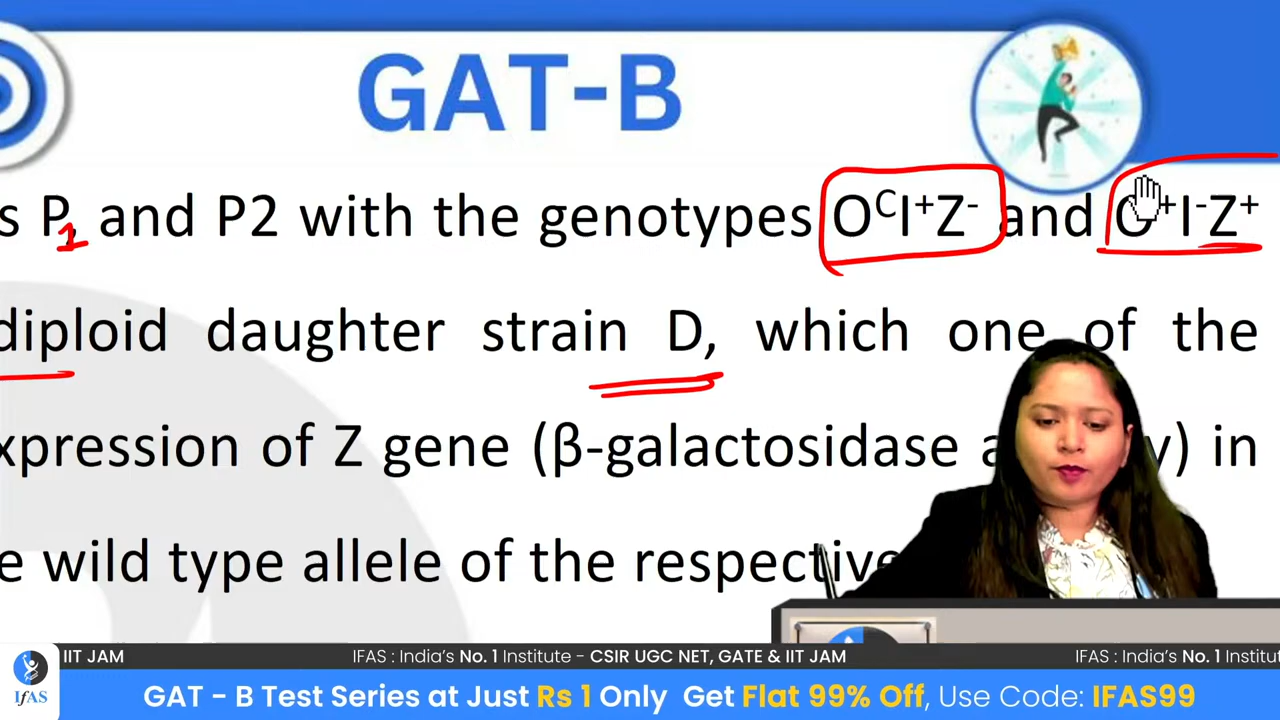 GAT-B
s P1, and P2 with the genotypes OᶜI⁺Z⁻ and O⁺I⁻Z⁺
diploid daughter strain D, which one of the
xpression of Z gene (β-galactosidase a y) in
e wild type allele of the respective
IIT JAM IFAS : India's No. 1 Institute - CSIR UGC NET, GATE & IIT JAM IFAS : India's No. 1 Institu
IFAS
GAT - B Test Series at Just Rs 1 Only Get Flat 99% Off, Use Code: IFAS99